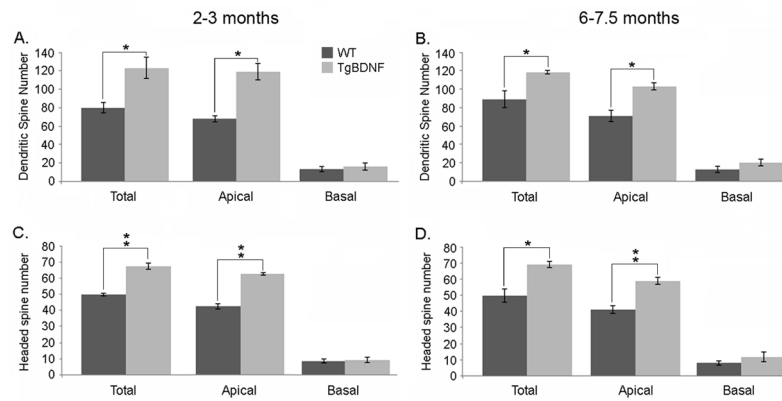 2-3 months
6-7.5 months
A.
Dendritic Spine Number
140
120
100
80
60
40
20
0
*
*
WT
TgBDNF
Total
Apical
Basal
B.
Dendritic Spine Number
140
120
100
80
60
40
20
0
*
*
Total
Apical
Basal
C.
Headed spine number
80
70
60
50
40
30
20
10
0
*
*
*
*
Total
Apical
Basal
D.
Headed spine number
80
70
60
50
40
30
20
10
0
*
*
*
Total
Apical
Basal